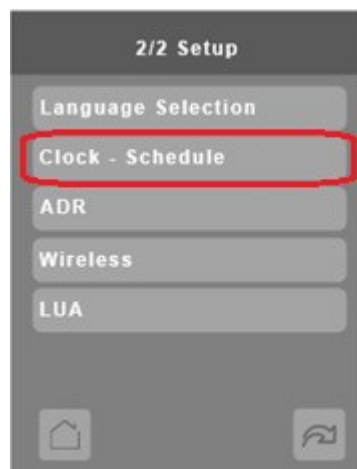 2/2 Setup
Language Selection
Clock - Schedule
ADR
Wireless
LUA